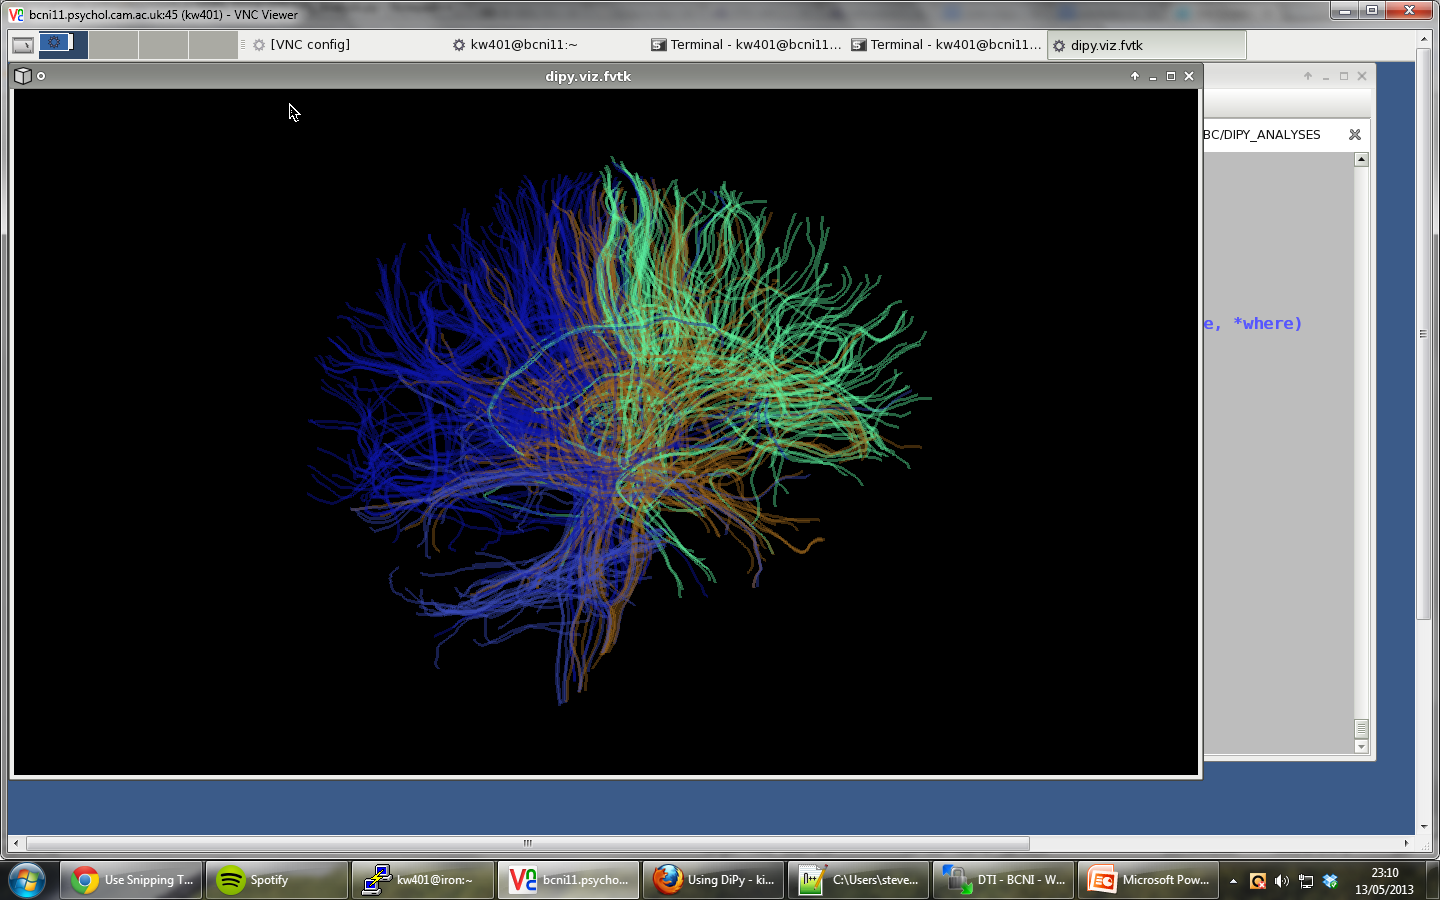 bcni11.psychol.cam.ac.uk:45 (kw401) - VNC Viewer
[VNC config]
kw401@bcni11:~
Terminal - kw401@bcni11...
Terminal - kw401@bcni11...
dipy.viz.fvtk
dipy.viz.fvtk
BC/DIPY_ANALYSES
e, *where)
Use Snipping T...
Spotify
kw401@iron:~
bcni11.psycho...
Using DiPy - ki...
C:\Users\steve...
DTI - BCNI - W...
Microsoft Pow...
23:10
13/05/2013